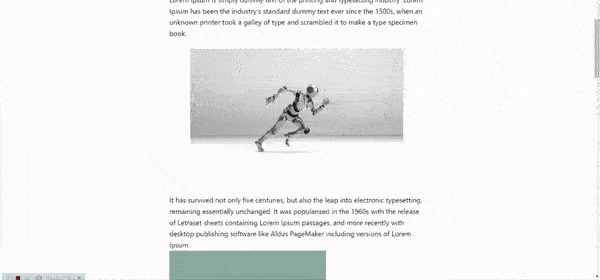 Lorem Ipsum is simply dummy text of the printing and typesetting industry. Lorem
Ipsum has been the industry's standard dummy text ever since the 1500s, when an
unknown printer took a galley of type and scrambled it to make a type specimen
book.
It has survived not only five centuries, but also the leap into electronic typesetting,
remaining essentially unchanged. It was popularised in the 1960s with the release
of Letraset sheets containing Lorem Ipsum passages, and more recently with
desktop publishing software like Aldus PageMaker including versions of Lorem
Ipsum.